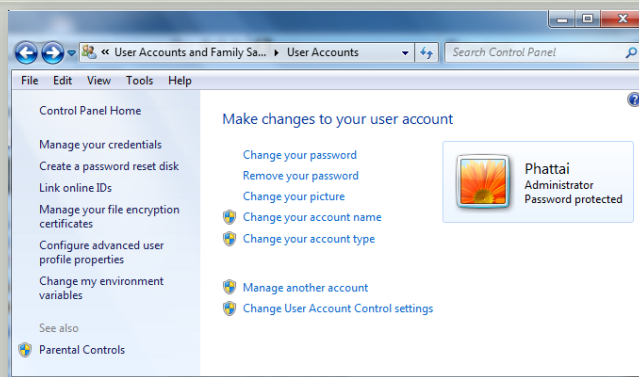 « User Accounts and Family Sa... ▸ User Accounts
Search Control Panel
File Edit View Tools Help
Control Panel Home
Manage your credentials
Create a password reset disk
Link online IDs
Manage your file encryption
certificates
Configure advanced user
profile properties
Change my environment
variables
See also
Parental Controls
Make changes to your user account
Change your password
Remove your password
Change your picture
Change your account name
Change your account type
Manage another account
Change User Account Control settings
Phattai
Administrator
Password protected